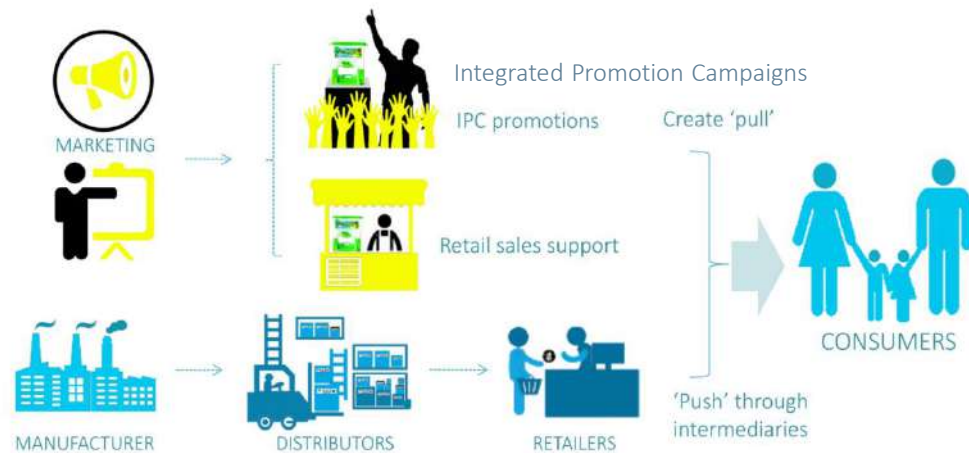 Integrated Promotion Campaigns
IPC promotions
Create ‘pull’
MARKETING
Retail sales support
CONSUMERS
‘Push’ through
intermediaries
MANUFACTURER
DISTRIBUTORS
RETAILERS